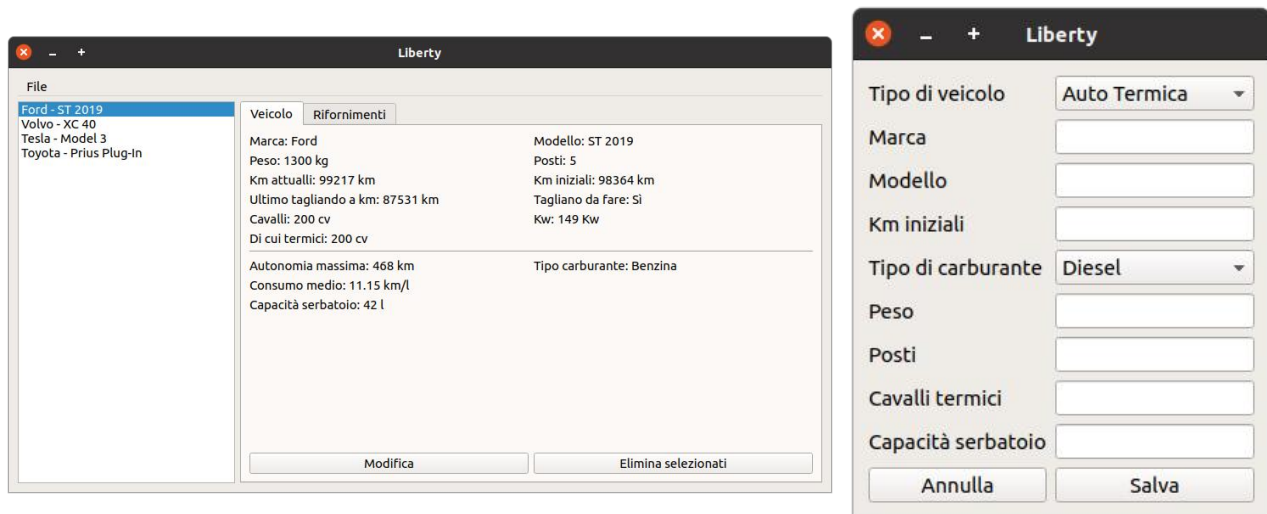 Liberty
File
Ford - ST 2019
Volvo - XC 40
Tesla - Model 3
Toyota - Prius Plug-In
Veicolo Rifornimenti
Marca: Ford Modello: ST 2019
Peso: 1300 kg Posti: 5
Km attualli: 99217 km Km iniziali: 98364 km
Ultimo tagliando a km: 87531 km Tagliano da fare: Sì
Cavalli: 200 cv Kw: 149 Kw
Di cui termici: 200 cv
Autonomia massima: 468 km Tipo carburante: Benzina
Consumo medio: 11.15 km/l
Capacità serbatoio: 42 l
Modifica Elimina selezionati
Liberty
Tipo di veicolo Auto Termica
Marca
Modello
Km iniziali
Tipo di carburante Diesel
Peso
Posti
Cavalli termici
Capacità serbatoio
Annulla Salva